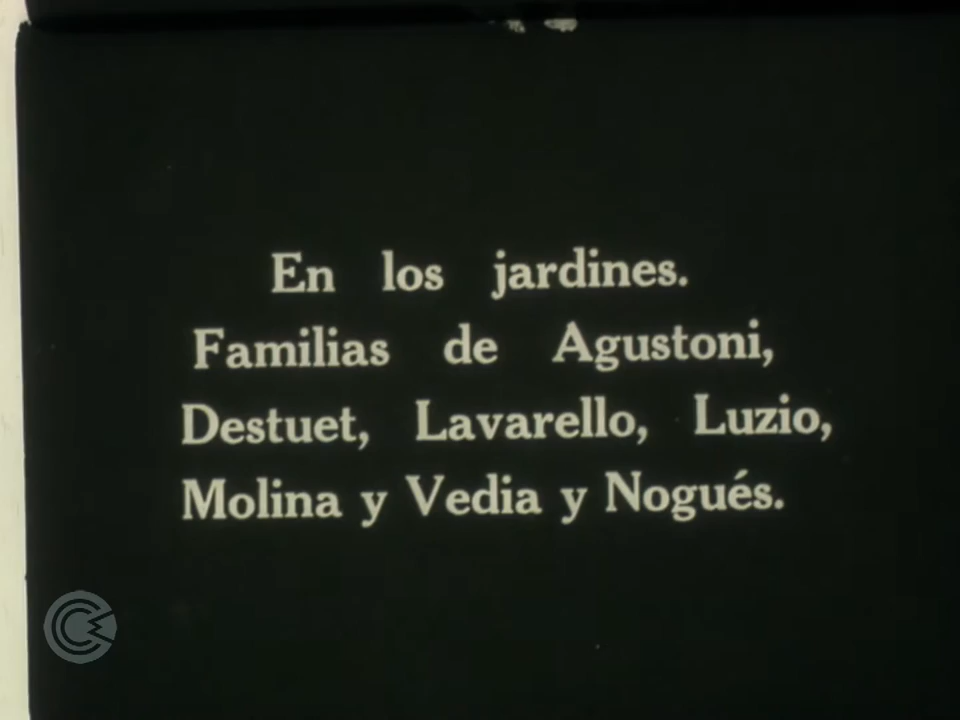 En los jardines.
Familias de Agustoni,
Destuet, Lavarello, Luzio,
Molina y Vedia y Nogués.